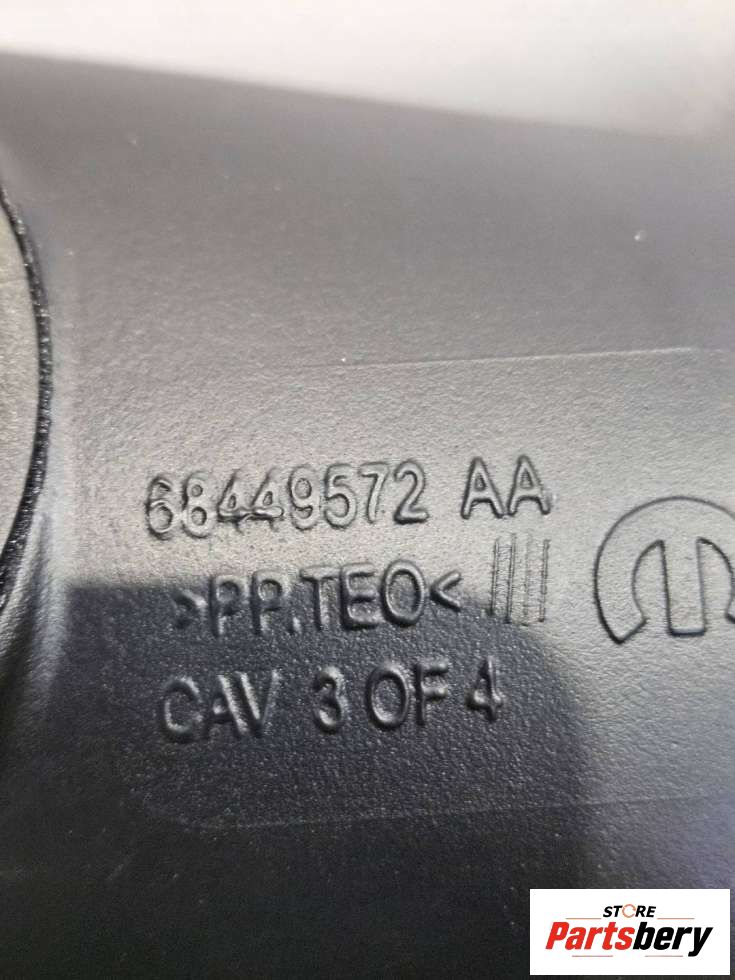 68449572 AA
>PP.TEO<
CAV 3 OF 4
STORE
Partsbery